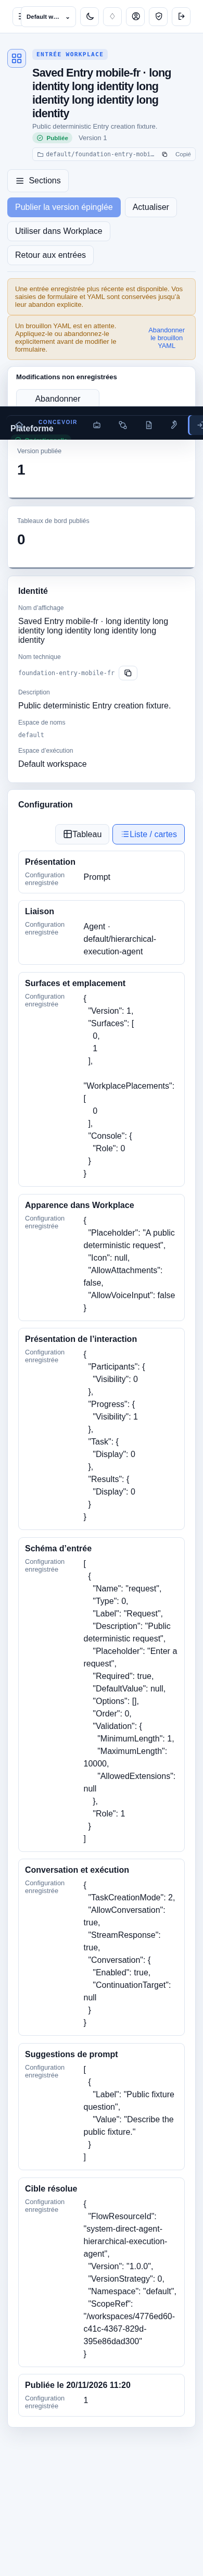 Default w...
ENTRÉE WORKPLACE
Saved Entry mobile-fr · long
identity long identity long
identity long identity long
identity
Public deterministic Entry creation fixture.
Publiée
Version 1
default/foundation-entry-mobi...
Copié
Sections
Publier la version épinglée
Actualiser
Utiliser dans Workplace
Retour aux entrées
Une entrée enregistrée plus récente est disponible. Vos
saisies de formulaire et YAML sont conservées jusqu'à
leur abandon explicite.
Un brouillon YAML est en attente.
Appliquez-le ou abandonnez-le
explicitement avant de modifier le
formulaire.
Abandonner
le brouillon
YAML
Modifications non enregistrées
Abandonner
CONCEVOIR
Plateforme
Version publiée
1
Tableaux de bord publiés
0
Identité
Nom d'affichage
Saved Entry mobile-fr · long identity long
identity long identity long identity long
identity
Nom technique
foundation-entry-mobile-fr
Description
Public deterministic Entry creation fixture.
Espace de noms
default
Espace d'exécution
Default workspace
Configuration
Tableau
Liste / cartes
Présentation
Configuration
enregistrée
Prompt
Liaison
Configuration
enregistrée
Agent ·
default/hierarchical-
execution-agent
Surfaces et emplacement
Configuration
enregistrée
{
"Version": 1,
"Surfaces": [
0,
1
],
"WorkplacePlacements":
[
0
],
"Console": {
"Role": 0
}
}
Apparence dans Workplace
Configuration
enregistrée
{
"Placeholder": "A public
deterministic request",
"Icon": null,
"AllowAttachments":
false,
"AllowVoiceInput": false
}
Présentation de l'interaction
Configuration
enregistrée
{
"Participants": {
"Visibility": 0
},
"Progress": {
"Visibility": 1
},
"Task": {
"Display": 0
},
"Results": {
"Display": 0
}
}
Schéma d'entrée
Configuration
enregistrée
[
{
"Name": "request",
"Type": 0,
"Label": "Request",
"Description": "Public
deterministic request",
"Placeholder": "Enter a
request",
"Required": true,
"DefaultValue": null,
"Options": [],
"Order": 0,
"Validation": {
"MinimumLength": 1,
"MaximumLength":
10000,
"AllowedExtensions":
null
},
"Role": 1
}
]
Conversation et exécution
Configuration
enregistrée
{
"TaskCreationMode": 2,
"AllowConversation":
true,
"StreamResponse":
true,
"Conversation": {
"Enabled": true,
"ContinuationTarget":
null
}
}
Suggestions de prompt
Configuration
enregistrée
[
{
"Label": "Public fixture
question",
"Value": "Describe the
public fixture."
}
]
Cible résolue
Configuration
enregistrée
{
"FlowResourceId":
"system-direct-agent-
hierarchical-execution-
agent",
"Version": "1.0.0",
"VersionStrategy": 0,
"Namespace": "default",
"ScopeRef":
"/workspaces/4776ed60-
c41c-4367-829d-
395e86dad300"
}
Publiée le 20/11/2026 11:20
Configuration
enregistrée
1